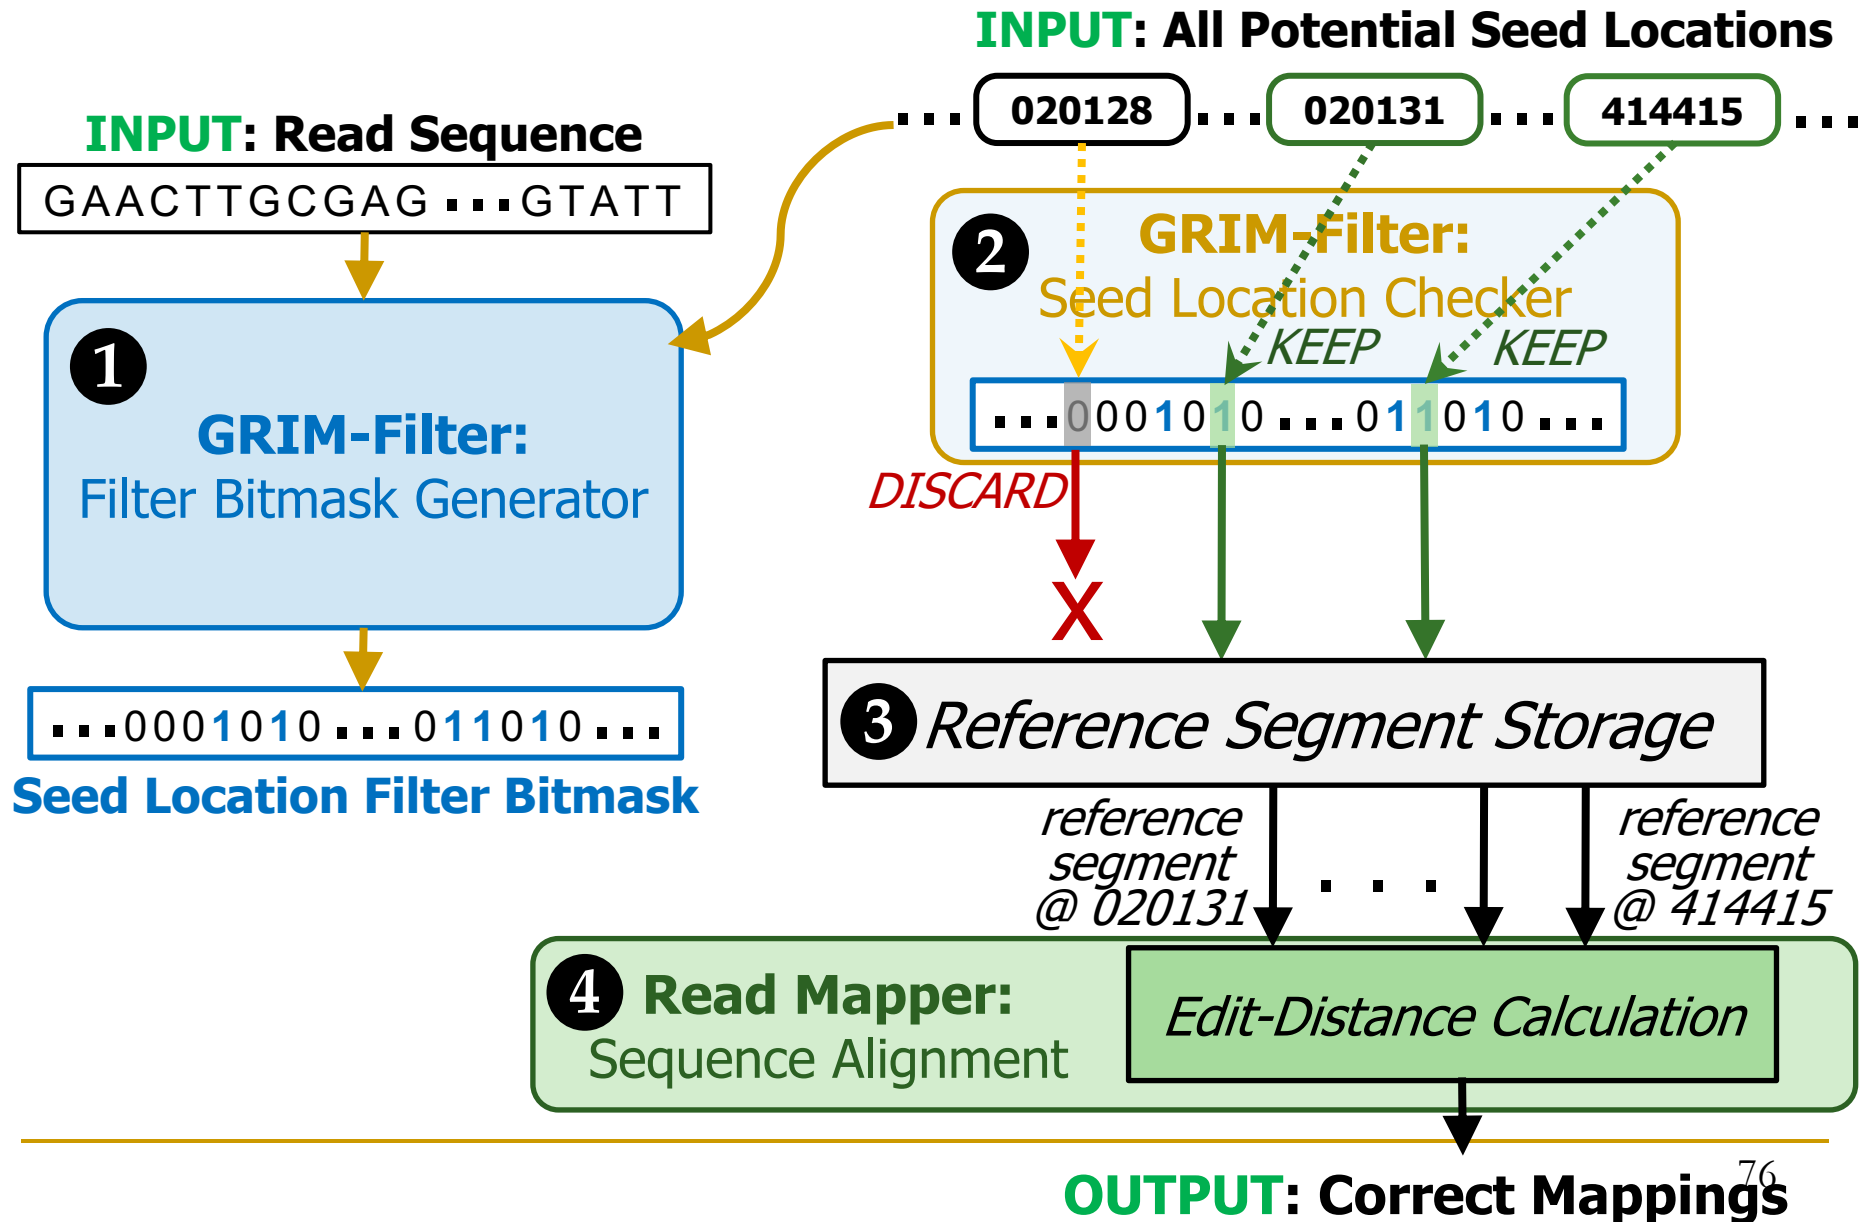 INPUT: All Potential Seed Locations
... 020128 ... 020131 ... 414415 ...
INPUT: Read Sequence
GAACTTGCGAG ... GTATT
1
GRIM-Filter:
Filter Bitmask Generator
...0001010...011010...
Seed Location Filter Bitmask
2
GRIM-Filter:
Seed Location Checker
KEEP KEEP
...0001010...011010...
DISCARD
X
3 Reference Segment Storage
reference
segment
@ 020131
. . .
reference
segment
@ 414415
4 Read Mapper:
Sequence Alignment
Edit-Distance Calculation
76
OUTPUT: Correct Mappings